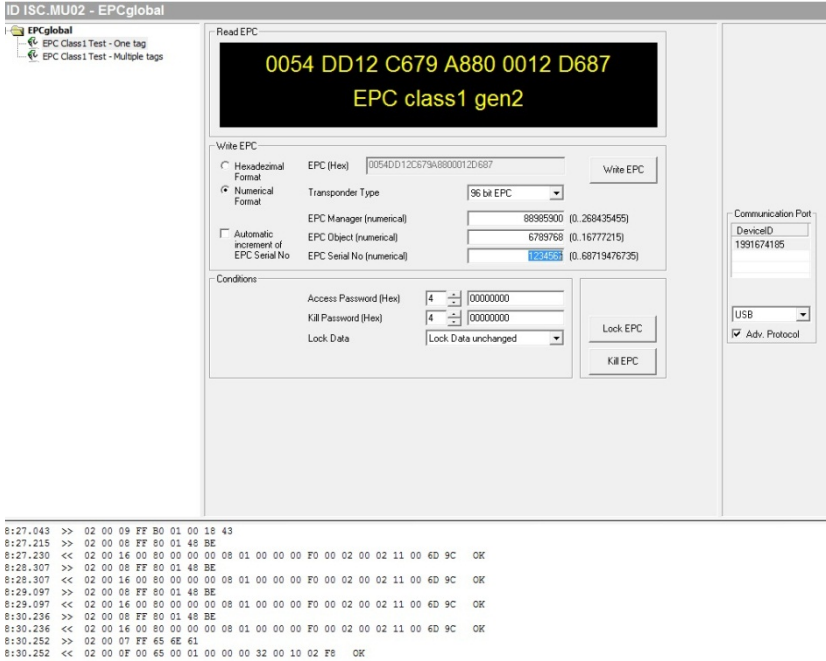 ID ISC.MU02 - EPCglobal
EPCglobal
EPC Class1 Test - One tag
EPC Class1 Test - Multiple tags
Read EPC
0054 DD12 C679 A880 0012 D687
EPC class1 gen2
Write EPC
Hexadezimal Format
EPC (Hex) 0054DD12C679A8800012D687
Write EPC
Numerical Format
Transponder Type 96 bit EPC
EPC Manager (numerical) 88985900 (0..268435455)
Automatic increment of EPC Serial No
EPC Object (numerical) 6789768 (0..16777215)
EPC Serial No (numerical) (0..68719476735)
Conditions
Access Password (Hex) 4 00000000
Kill Password (Hex) 4 00000000
Lock Data Lock Data unchanged
Lock EPC
Kill EPC
Communication Port
DeviceID
1991674185
USB
Adv. Protocol
8:27.043 >> 02 00 09 FF B0 01 00 18 43
8:27.215 >> 02 00 08 FF 80 01 48 BE
8:27.230 << 02 00 16 00 80 00 00 00 08 01 00 00 00 F0 00 02 00 02 11 00 6D 9C OK
8:28.307 >> 02 00 08 FF 80 01 48 BE
8:28.307 << 02 00 16 00 80 00 00 00 08 01 00 00 00 F0 00 02 00 02 11 00 6D 9C OK
8:29.097 >> 02 00 08 FF 80 01 48 BE
8:29.097 << 02 00 16 00 80 00 00 00 08 01 00 00 00 F0 00 02 00 02 11 00 6D 9C OK
8:30.236 >> 02 00 08 FF 80 01 48 BE
8:30.236 << 02 00 16 00 80 00 00 00 08 01 00 00 00 F0 00 02 00 02 11 00 6D 9C OK
8:30.252 >> 02 00 07 FF 65 6E 61
8:30.252 << 02 00 0F 00 65 00 01 00 00 00 32 00 10 02 F8 OK